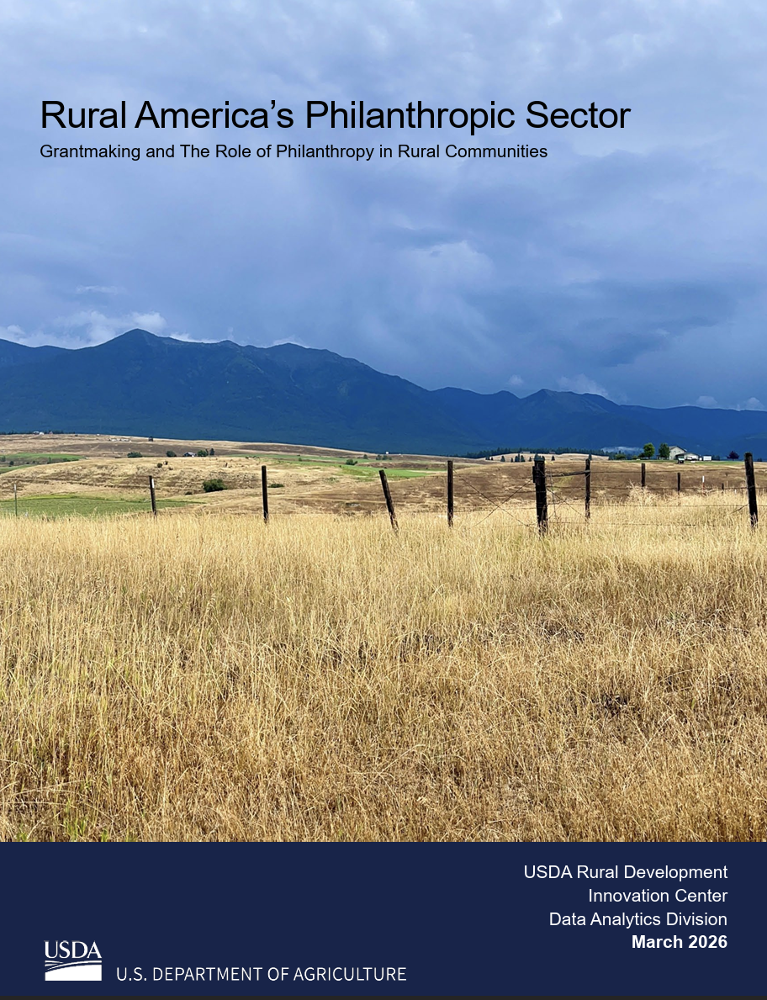 Rural America’s Philanthropic Sector
Grantmaking and The Role of Philanthropy in Rural Communities
USDA Rural Development
Innovation Center
Data Analytics Division
March 2026
USDA
U.S. DEPARTMENT OF AGRICULTURE